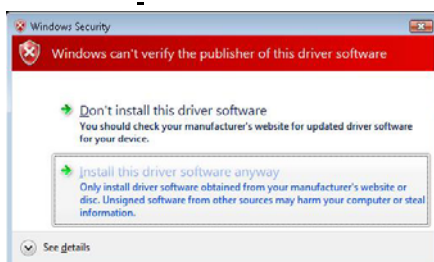 Windows Security
Windows can't verify the publisher of this driver software
Don't install this driver software
You should check your manufacturer's website for updated driver software
for your device.
Install this driver software anyway
Only install driver software obtained from your manufacturer's website or
disc. Unsigned software from other sources may harm your computer or steal
information.
See details